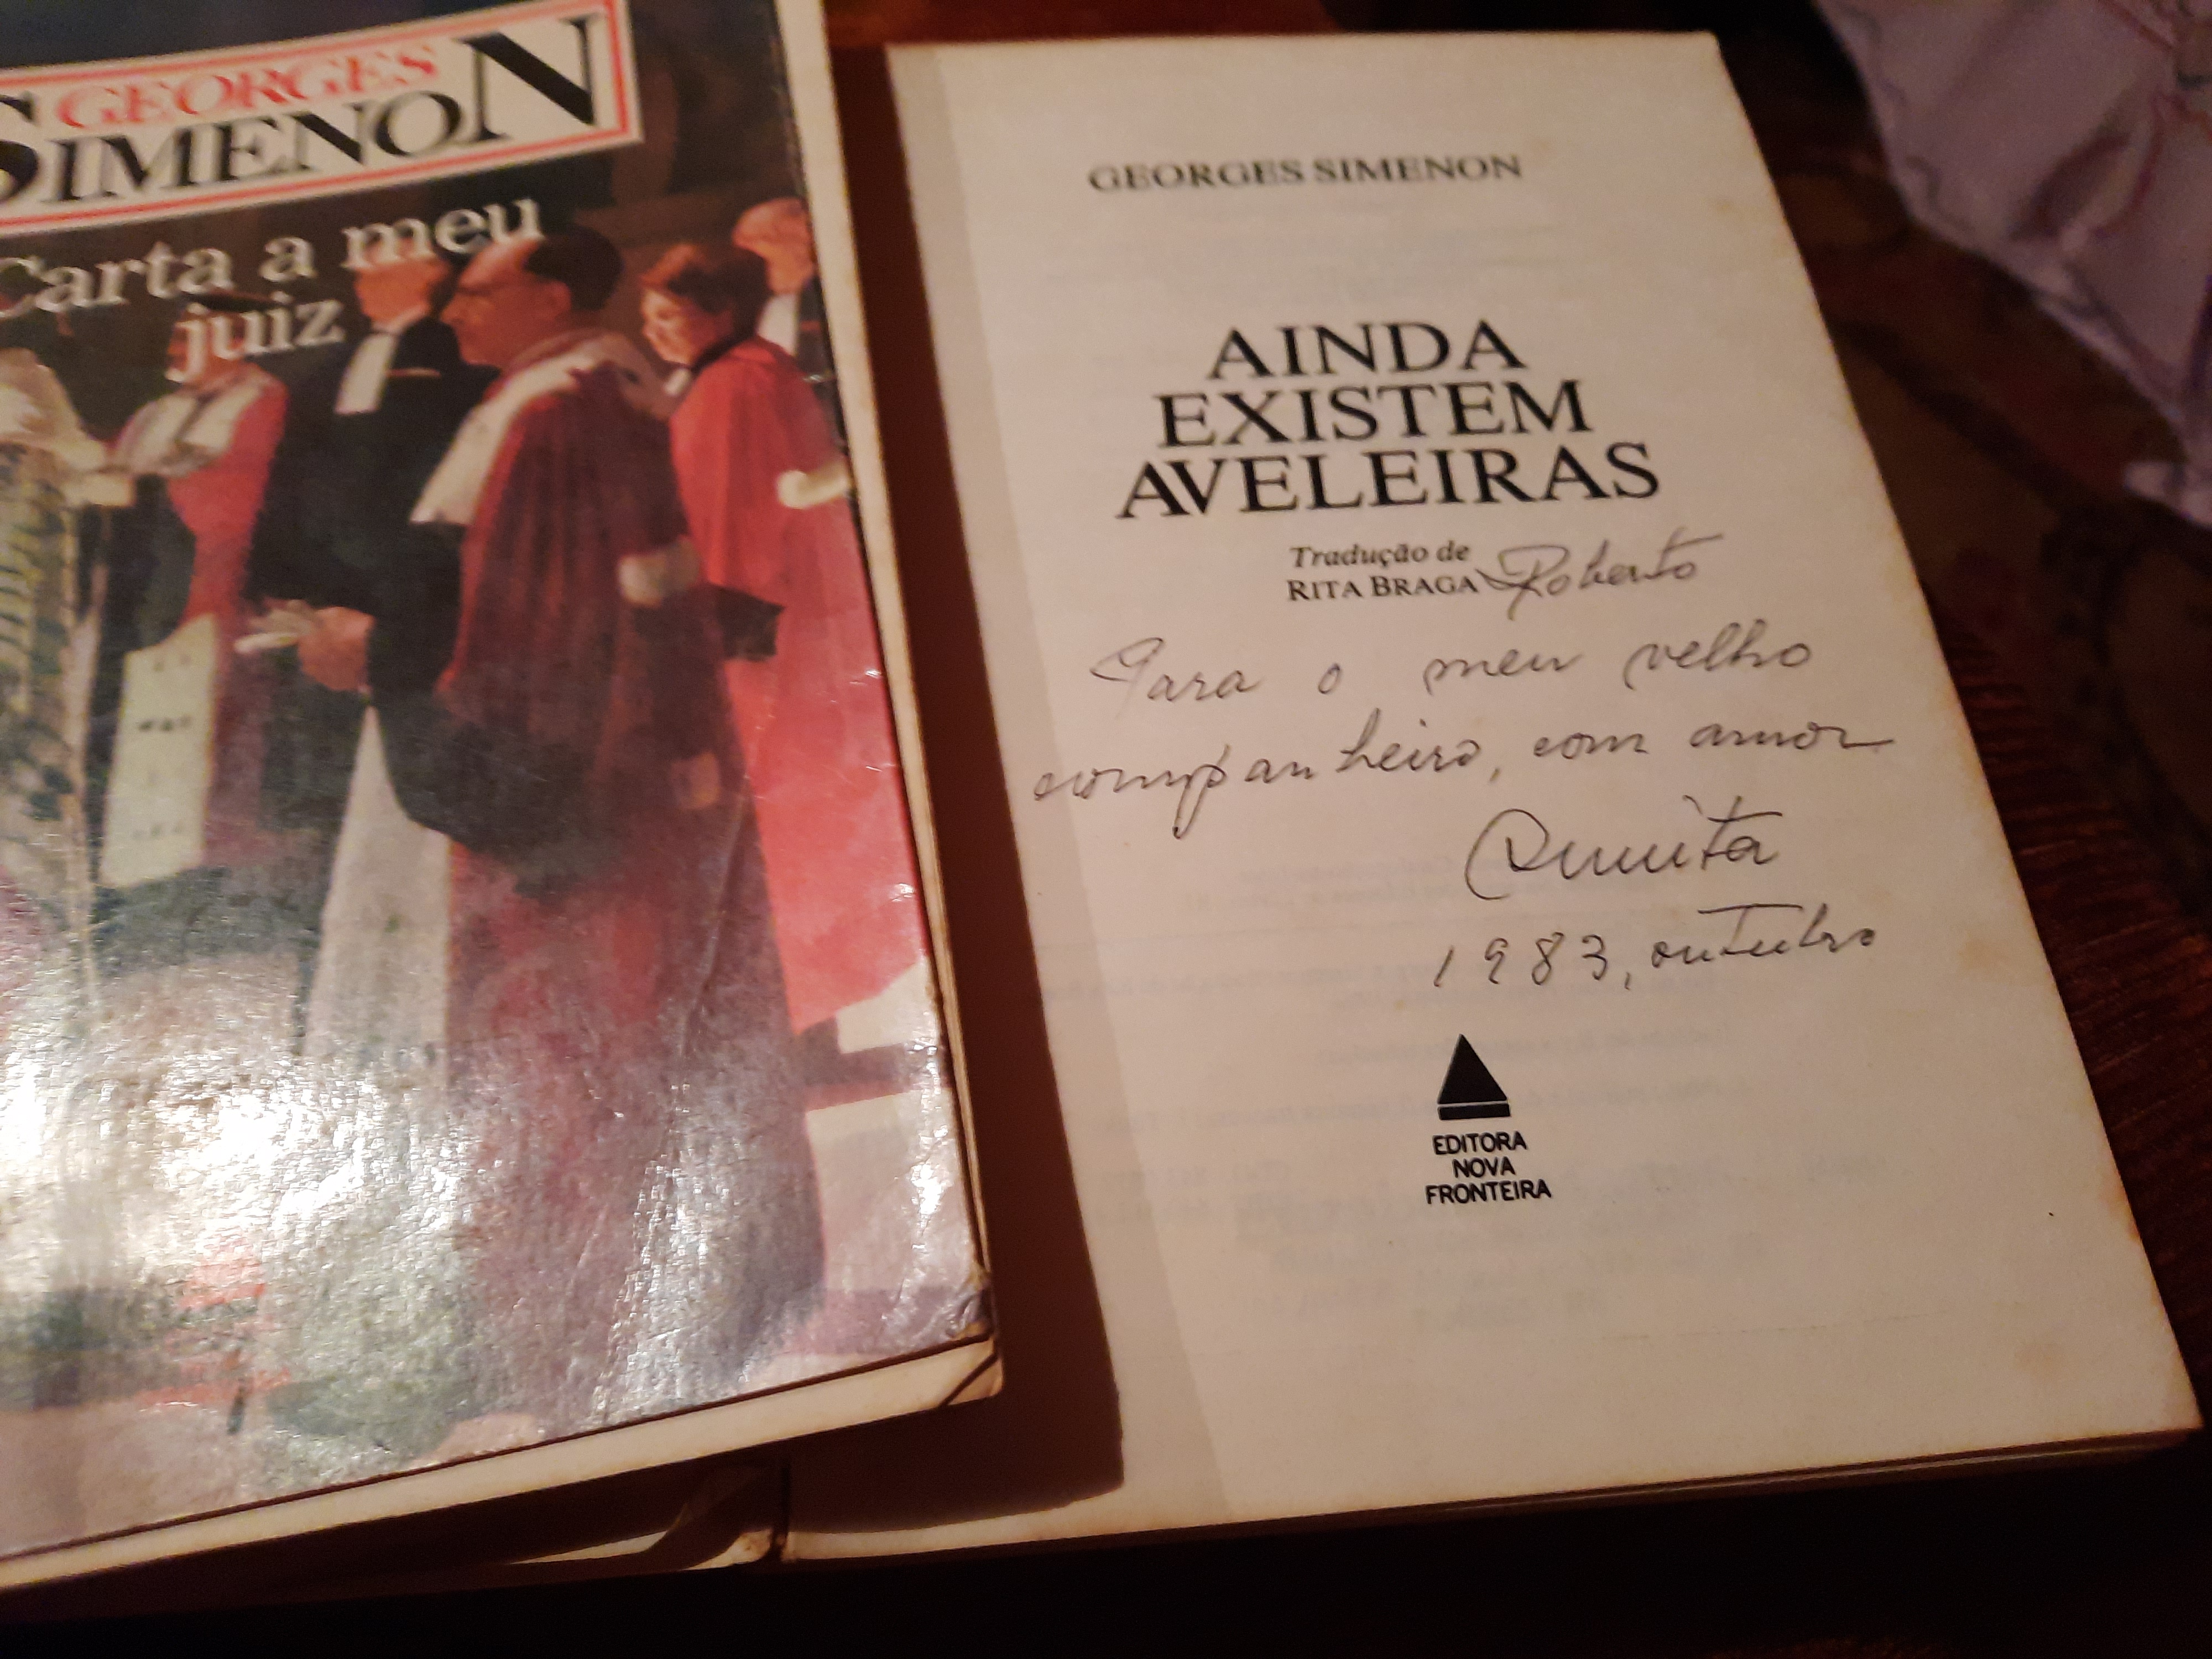 GEORGES
SIMENON
Carta a meu
juiz
GEORGES SIMENON
AINDA
EXISTEM
AVELEIRAS
Tradução de
RITA BRAGA Roberto
Para o meu velho
companheiro, com amor
1983, outubro
EDITORA
NOVA
FRONTEIRA